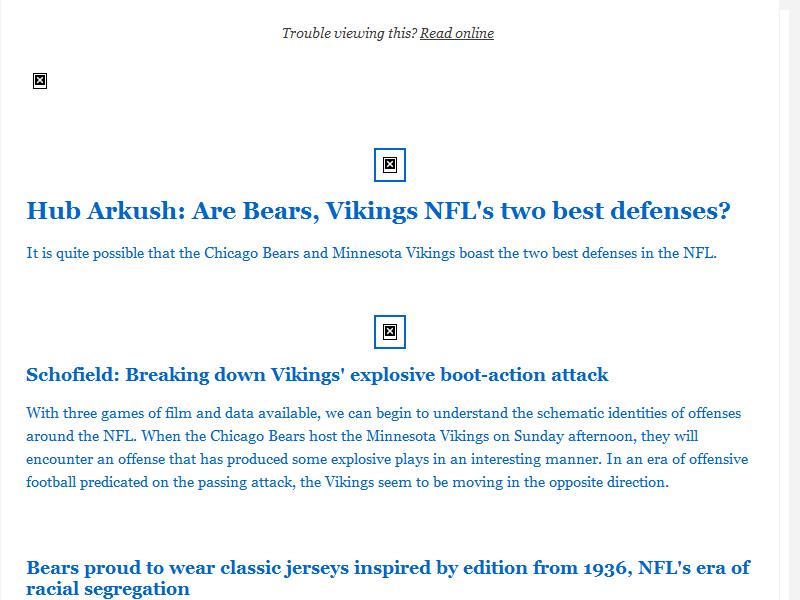 Trouble viewing this? Read online
Hub Arkush: Are Bears, Vikings NFL's two best defenses?
It is quite possible that the Chicago Bears and Minnesota Vikings boast the two best defenses in the NFL.
Schofield: Breaking down Vikings' explosive boot-action attack
With three games of film and data available, we can begin to understand the schematic identities of offenses
around the NFL. When the Chicago Bears host the Minnesota Vikings on Sunday afternoon, they will
encounter an offense that has produced some explosive plays in an interesting manner. In an era of offensive
football predicated on the passing attack, the Vikings seem to be moving in the opposite direction.
Bears proud to wear classic jerseys inspired by edition from 1936, NFL's era of
racial segregation